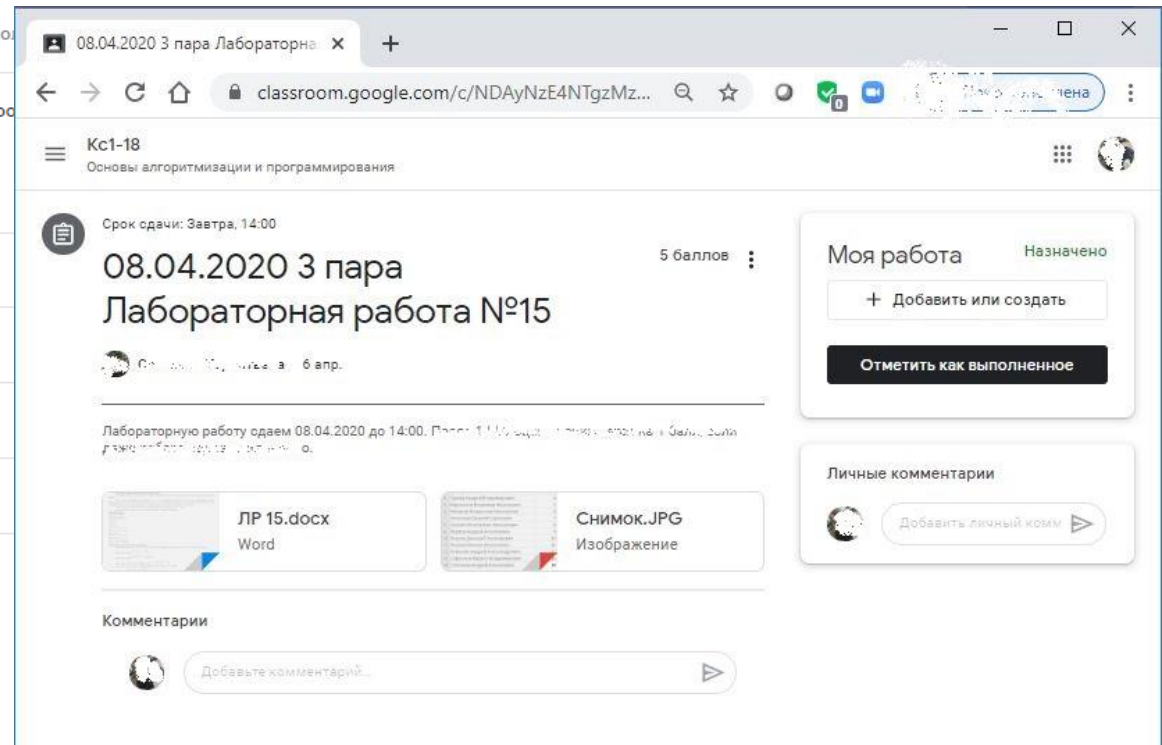 08.04.2020 3 пара Лабораторна
classroom.google.com/c/NDAyNzE4NTgzMz...
0
Кс1-18
Основы алгоритмизации и программирования
Срок сдачи: Завтра, 14:00
08.04.2020 3 пара
Лабораторная работа №15
5 баллов
6 апр.
Лабораторную работу сдаем 08.04.2020 до 14:00.
ЛР 15.docx
Word
Снимок.JPG
Изображение
Комментарии
Добавьте комментарий...
Моя работа
Назначено
+ Добавить или создать
Отметить как выполненное
Личные комментарии
Добавить личный комм